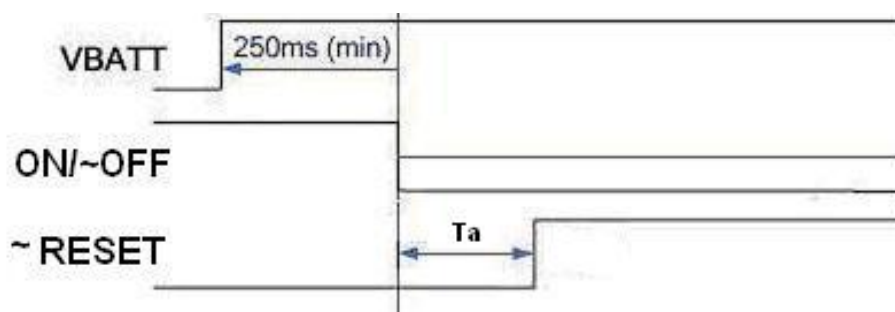 VBATT
250ms (min)
ON/~OFF
Ta
~ RESET